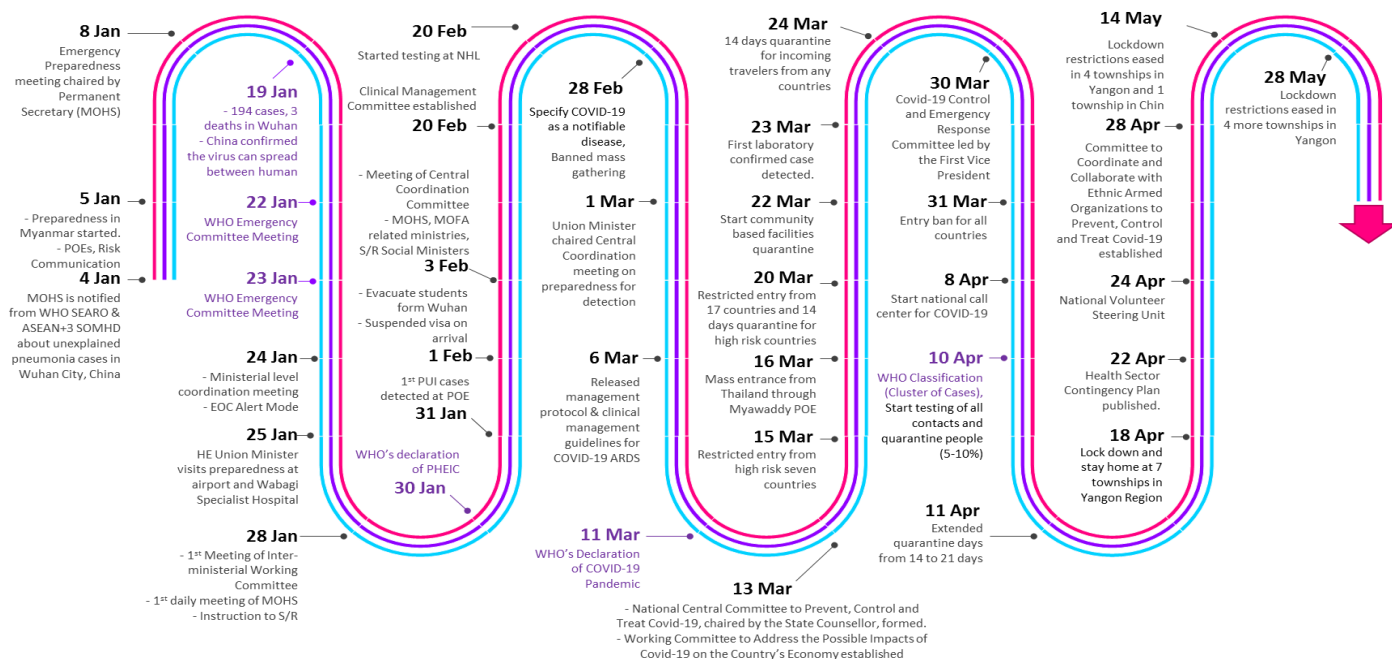 8 Jan
Emergency
Preparedness
meeting chaired by
Permanent
Secretary (MOHS)
5 Jan
- Preparedness in
Myanmar started.
- POEs, Risk
Communication
4 Jan
MOHS is notified
from WHO SEARO &
ASEAN+3 SOMHD
about unexplained
pneumonia cases in
Wuhan City, China
19 Jan
- 194 cases, 3
deaths in Wuhan
- China confirmed
the virus can spread
between human
22 Jan
WHO Emergency
Committee Meeting
23 Jan
WHO Emergency
Committee Meeting
24 Jan
- Ministerial level
coordination meeting
- EOC Alert Mode
25 Jan
HE Union Minister
visits preparedness at
airport and Wabagi
Specialist Hospital
28 Jan
- 1st Meeting of Inter-
ministerial Working
Committee
- 1st daily meeting of MOHS
- Instruction to S/R
20 Feb
Started testing at NHL
Clinical Management
Committee established
20 Feb
- Meeting of Central
Coordination
Committee
- MOHS, MOFA
related ministries,
S/R Social Ministers
3 Feb
- Evacuate students
form Wuhan
- Suspended visa on
arrival
1 Feb
1st PUI cases
detected at POE
31 Jan
WHO's declaration
of PHEIC
30 Jan
28 Feb
Specify COVID-19
as a notifiable
disease,
Banned mass
gathering
1 Mar
Union Minister
chaired Central
Coordination
meeting on
preparedness for
detection
6 Mar
Released
management
protocol & clinical
management
guidelines for
COVID-19 ARDS
11 Mar
WHO's Declaration
of COVID-19
Pandemic
13 Mar
- National Central Committee to Prevent, Control and
Treat Covid-19, chaired by the State Counsellor, formed.
- Working Committee to Address the Possible Impacts of
Covid-19 on the Country's Economy established
24 Mar
14 days quarantine
for incoming
travelers from any
countries
23 Mar
First laboratory
confirmed case
detected.
22 Mar
Start community
based facilities
quarantine
20 Mar
Restricted entry from
17 countries and 14
days quarantine for
high risk countries
16 Mar
Mass entrance from
Thailand through
Myawaddy POE
15 Mar
Restricted entry from
high risk seven
countries
30 Mar
Covid-19 Control
and Emergency
Response
Committee led by
the First Vice
President
31 Mar
Entry ban for all
countries
8 Apr
Start national call
center for COVID-19
10 Apr
WHO Classification
(Cluster of Cases),
Start testing of all
contacts and
quarantine people
(5-10%)
11 Apr
Extended
quarantine days
from 14 to 21 days
14 May
Lockdown
restrictions eased
in 4 townships in
Yangon and 1
township in Chin
28 Apr
Committee to
Coordinate and
Collaborate with
Ethnic Armed
Organizations to
Prevent, Control
and Treat Covid-19
established
24 Apr
National Volunteer
Steering Unit
22 Apr
Health Sector
Contingency Plan
published.
18 Apr
Lock down and
stay home at 7
townships in
Yangon Region
28 May
Lockdown
restrictions eased in
4 more townships in
Yangon